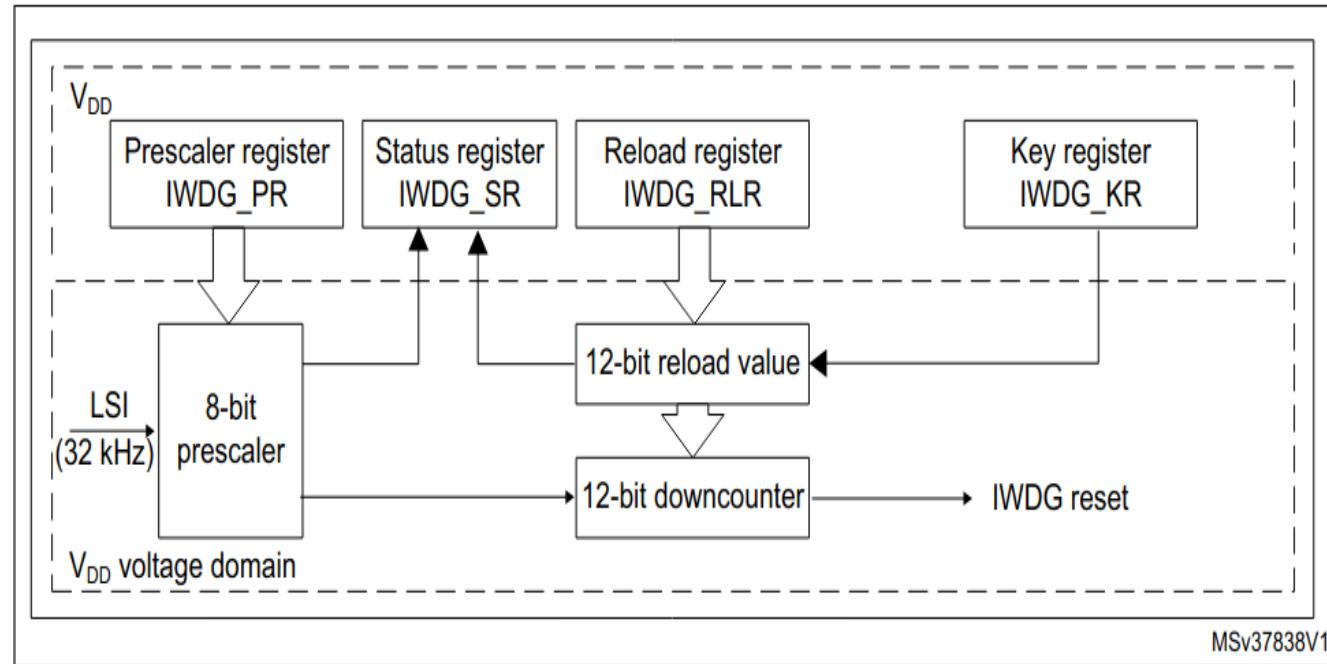 VDD
Prescaler register
IWDG_PR
Status register
IWDG_SR
Reload register
IWDG_RLR
Key register
IWDG_KR
LSI
(32 kHz)
8-bit
prescaler
12-bit reload value
12-bit downcounter
IWDG reset
VDD voltage domain
MSv37838V1